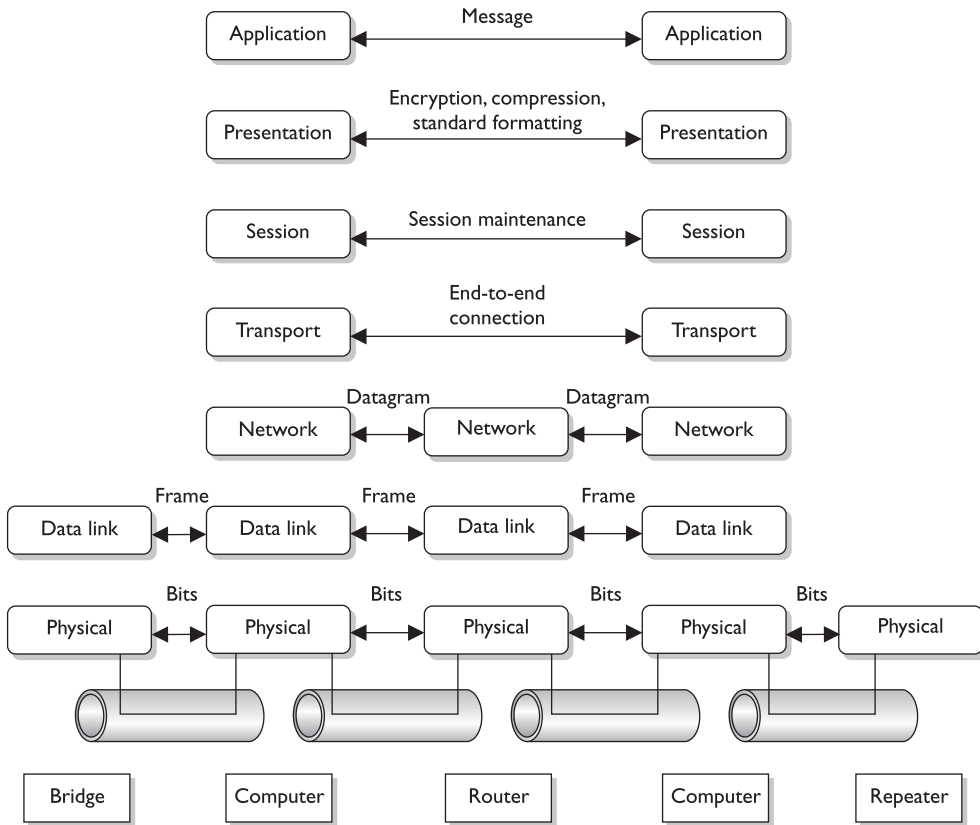 Message
Application
Application
Encryption, compression,
standard formatting
Presentation
Presentation
Session maintenance
Session
Session
End-to-end
connection
Transport
Transport
Datagram
Datagram
Network
Network
Network
Frame
Frame
Frame
Data link
Data link
Data link
Data link
Bits
Bits
Bits
Bits
Physical
Physical
Physical
Physical
Physical
Bridge
Computer
Router
Computer
Repeater